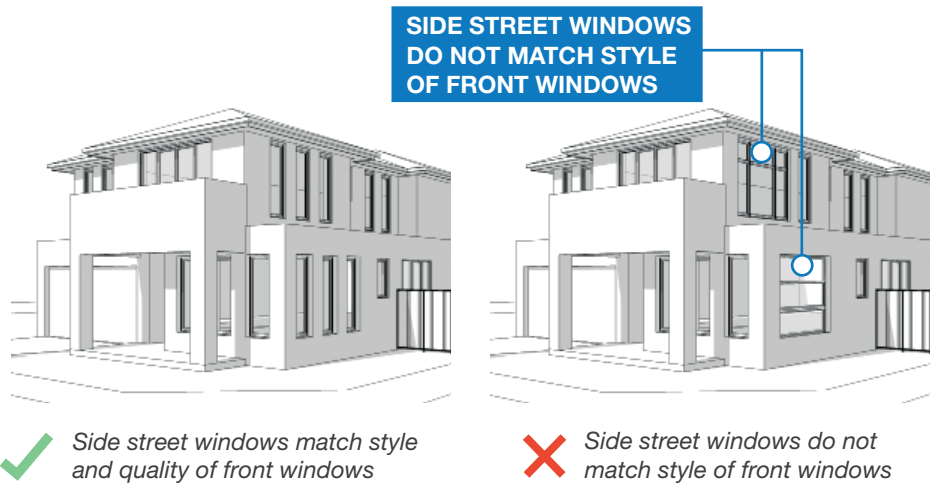 SIDE STREET WINDOWS
DO NOT MATCH STYLE
OF FRONT WINDOWS
Side street windows match style
and quality of front windows
Side street windows do not
match style of front windows